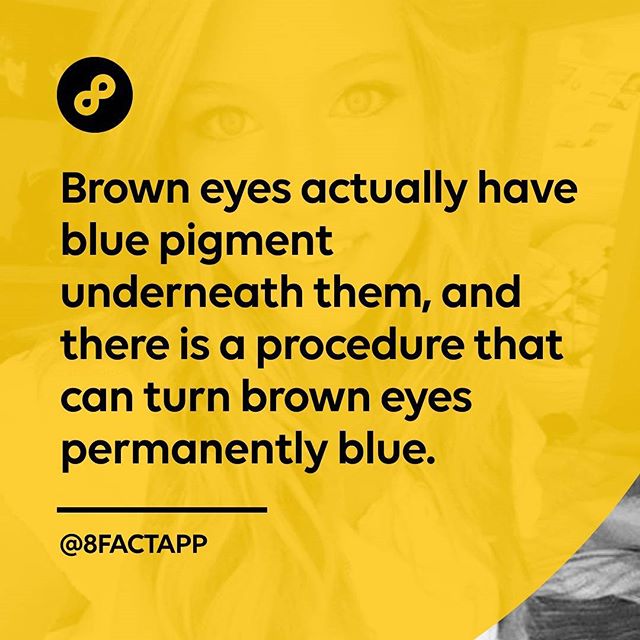 Brown eyes actually have
blue pigment
underneath them, and
there is a procedure that
can turn brown eyes
permanently blue.
@8FACTAPP